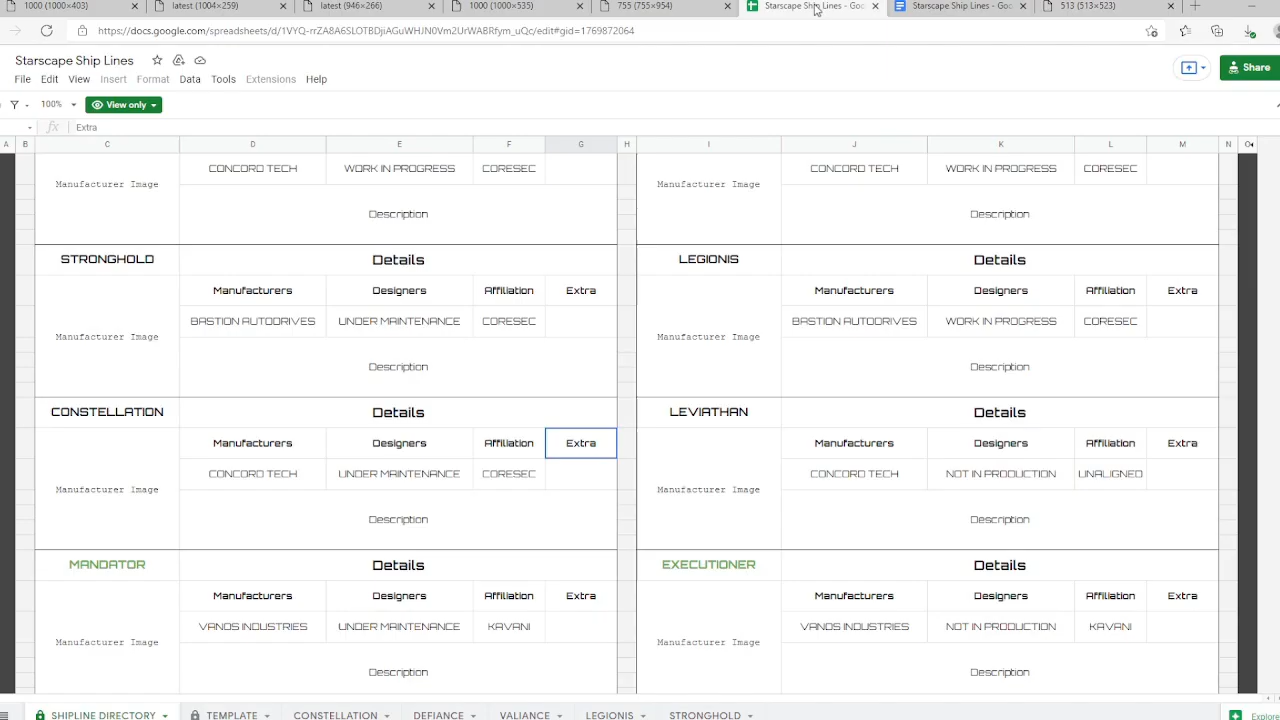 1000 (1000×403)
latest (1004×259)
latest (946×266)
1000 (1000×535)
755 (755×954)
Starscape Ship Lines - Goo
Starscape Ship Lines - Goo
513 (513×523)
https://docs.google.com/spreadsheets/d/1VYQ-rrZA8A6SLOTBDjiAGuWHJN0Vm2UrWABRfym_uQc/edit#gid=1769872064
Starscape Ship Lines
Share
File Edit View Insert Format Data Tools Extensions Help
100% View only
fx Extra
A B C D E F G H I J K L M N O
CONCORD TECH WORK IN PROGRESS CORESEC CONCORD TECH WORK IN PROGRESS CORESEC
Manufacturer Image Manufacturer Image
Description Description
STRONGHOLD Details LEGIONIS Details
Manufacturers Designers Affiliation Extra Manufacturers Designers Affiliation Extra
BASTION AUTODRIVES UNDER MAINTENANCE CORESEC BASTION AUTODRIVES WORK IN PROGRESS CORESEC
Manufacturer Image Manufacturer Image
Description Description
CONSTELLATION Details LEVIATHAN Details
Manufacturers Designers Affiliation Extra Manufacturers Designers Affiliation Extra
CONCORD TECH UNDER MAINTENANCE CORESEC CONCORD TECH NOT IN PRODUCTION UNALIGNED
Manufacturer Image Manufacturer Image
Description Description
MANDATOR Details EXECUTIONER Details
Manufacturers Designers Affiliation Extra Manufacturers Designers Affiliation Extra
VANOS INDUSTRIES UNDER MAINTENANCE KAVANI VANOS INDUSTRIES NOT IN PRODUCTION KAVANI
Manufacturer Image Manufacturer Image
Description Description
SHIPLINE DIRECTORY TEMPLATE CONSTELLATION DEFIANCE VALIANCE LEGIONIS STRONGHOLD Explore